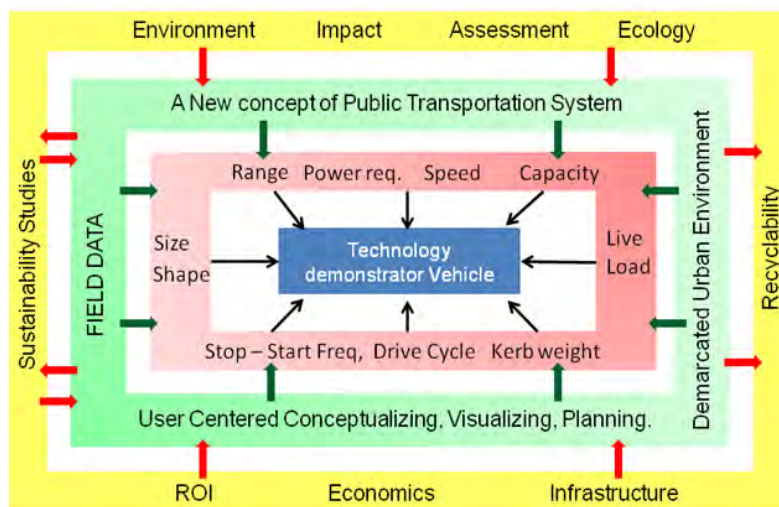 Environment Impact Assessment Ecology
A New concept of Public Transportation System
Range Power req. Speed Capacity
Sustainability Studies
FIELD DATA
Size
Shape
Technology
demonstrator Vehicle
Live
Load
Demarcated Urban Environment
Recyclability
Stop – Start Freq, Drive Cycle Kerb weight
User Centered Conceptualizing, Visualizing, Planning.
ROI Economics Infrastructure